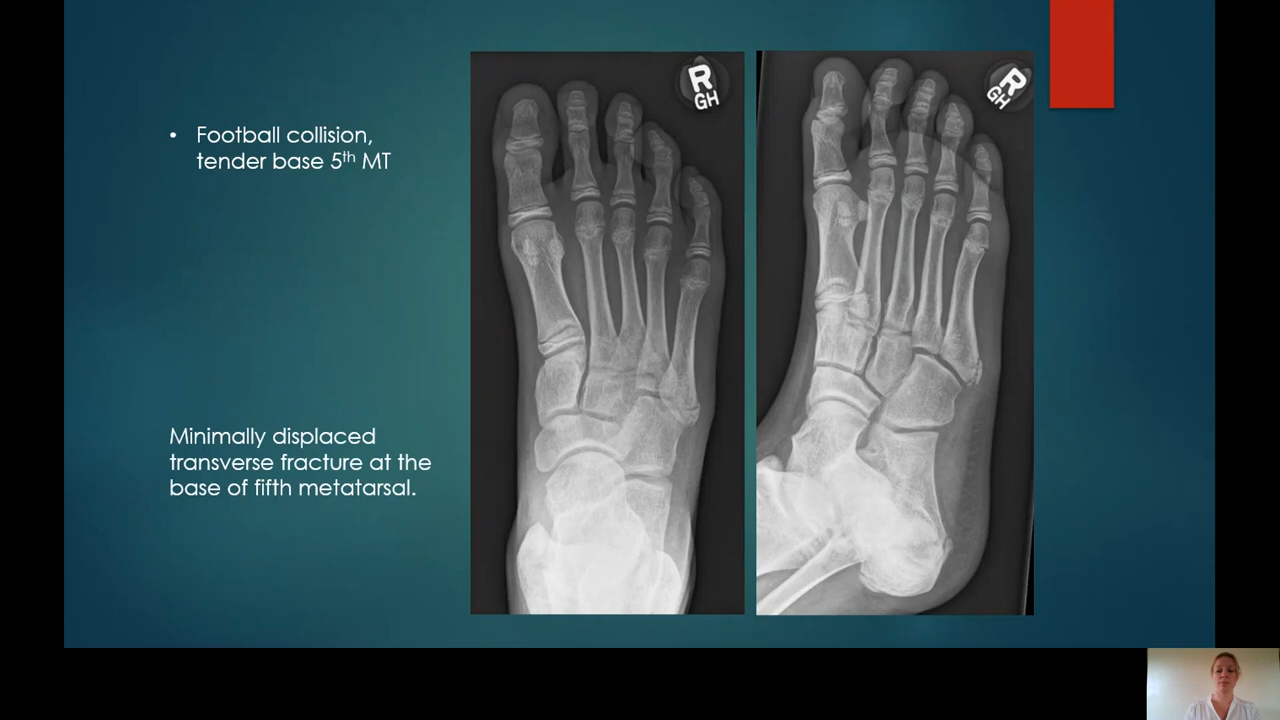 • Football collision,
tender base 5th MT
Minimally displaced
transverse fracture at the
base of fifth metatarsal.
R
GH
R
GH